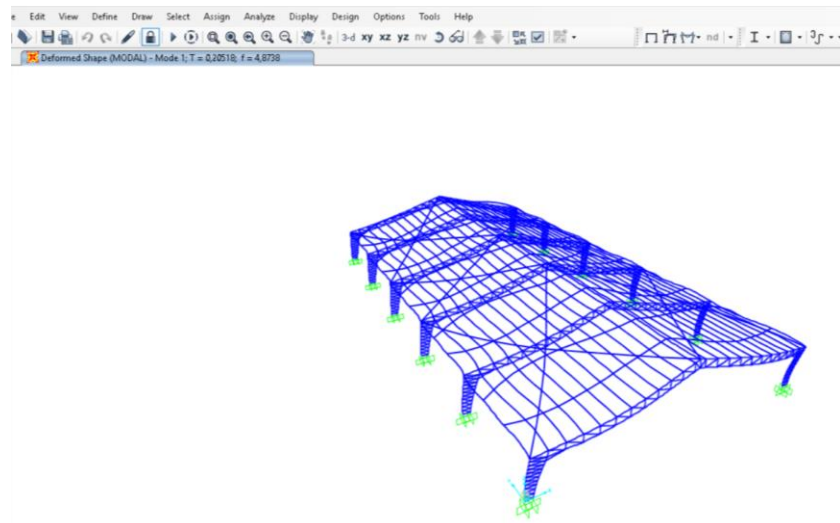 Edit View Define Draw Select Assign Analyze Display Design Options Tools Help
3-d xy xz yz nv nd
Deformed Shape (MODAL) - Mode 1; T = 0,20518; f = 4,8738